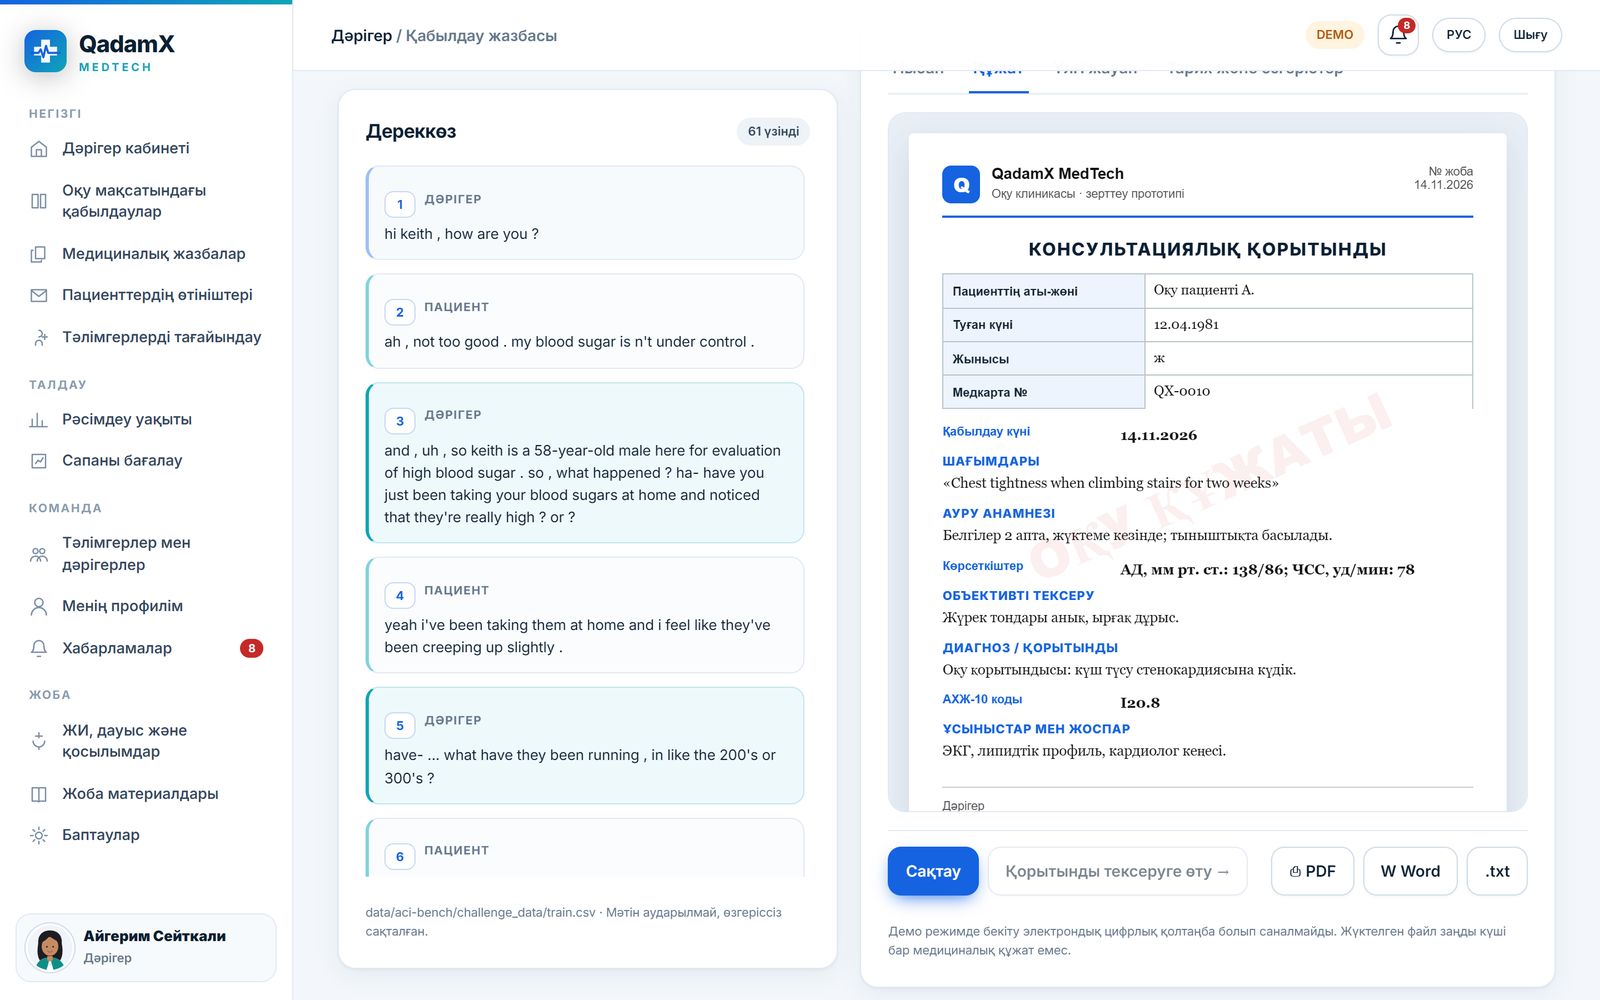 QadamX
MEDTECH
НЕГІЗГІ
Дәрігер кабинеті
Оқу мақсатындағы
қабылдаулар
Медициналық жазбалар
Пациенттердің өтініштері
Тәлімгерлерді тағайындау
ТАЛДАУ
Рәсімдеу уақыты
Сапаны бағалау
КОМАНДА
Тәлімгерлер мен
дәрігерлер
Менің профилім
Хабарламалар 8
ЖОБА
ЖИ, дауыс және
қосылымдар
Жоба материалдары
Баптаулар
Айгерим Сейткали
Дәрігер
Дәрігер / Қабылдау жазбасы
DEMO
8
РУС
Шығу
Дереккөз
61 үзінді
1 ДӘРІГЕР
hi keith , how are you ?
2 ПАЦИЕНТ
ah , not too good . my blood sugar is n't under control .
3 ДӘРІГЕР
and , uh , so keith is a 58-year-old male here for evaluation
of high blood sugar . so , what happened ? ha- have you
just been taking your blood sugars at home and noticed
that they're really high ? or ?
4 ПАЦИЕНТ
yeah i've been taking them at home and i feel like they've
been creeping up slightly .
5 ДӘРІГЕР
have- ... what have they been running , in like the 200's or
300's ?
6 ПАЦИЕНТ
data/aci-bench/challenge_data/train.csv · Мәтін аударылмай, өзгеріссіз
сақталған.
Құжат
Q
QadamX MedTech
Оқу клиникасы · зерттеу прототипі
№ жоба
14.11.2026
КОНСУЛЬТАЦИЯЛЫҚ ҚОРЫТЫНДЫ
Пациенттің аты-жөні Оқу пациенті А.
Туған күні 12.04.1981
Жынысы ж
Медкарта № QX-0010
Қабылдау күні 14.11.2026
ШАҒЫМДАРЫ
«Chest tightness when climbing stairs for two weeks»
АУРУ АНАМНЕЗІ
Белгілер 2 апта, жүктеме кезінде; тыныштықта басылады.
Көрсеткіштер АД, мм рт. ст.: 138/86; ЧСС, уд/мин: 78
ОБЪЕКТИВТІ ТЕКСЕРУ
Жүрек тондары анық, ырғақ дұрыс.
ДИАГНОЗ / ҚОРЫТЫНДЫ
Оқу қорытындысы: күш түсу стенокардиясына күдік.
АХЖ-10 коды I20.8
ҰСЫНЫСТАР МЕН ЖОСПАР
ЭКГ, липидтік профиль, кардиолог кеңесі.
Дәрігер
ОҚУ ҚҰЖАТЫ
Сақтау
Қорытынды тексеруге өту →
PDF
W Word
.txt
Демо режимде бекіту электрондық цифрлық қолтаңба болып саналмайды. Жүктелген файл заңды күші
бар медициналық құжат емес.